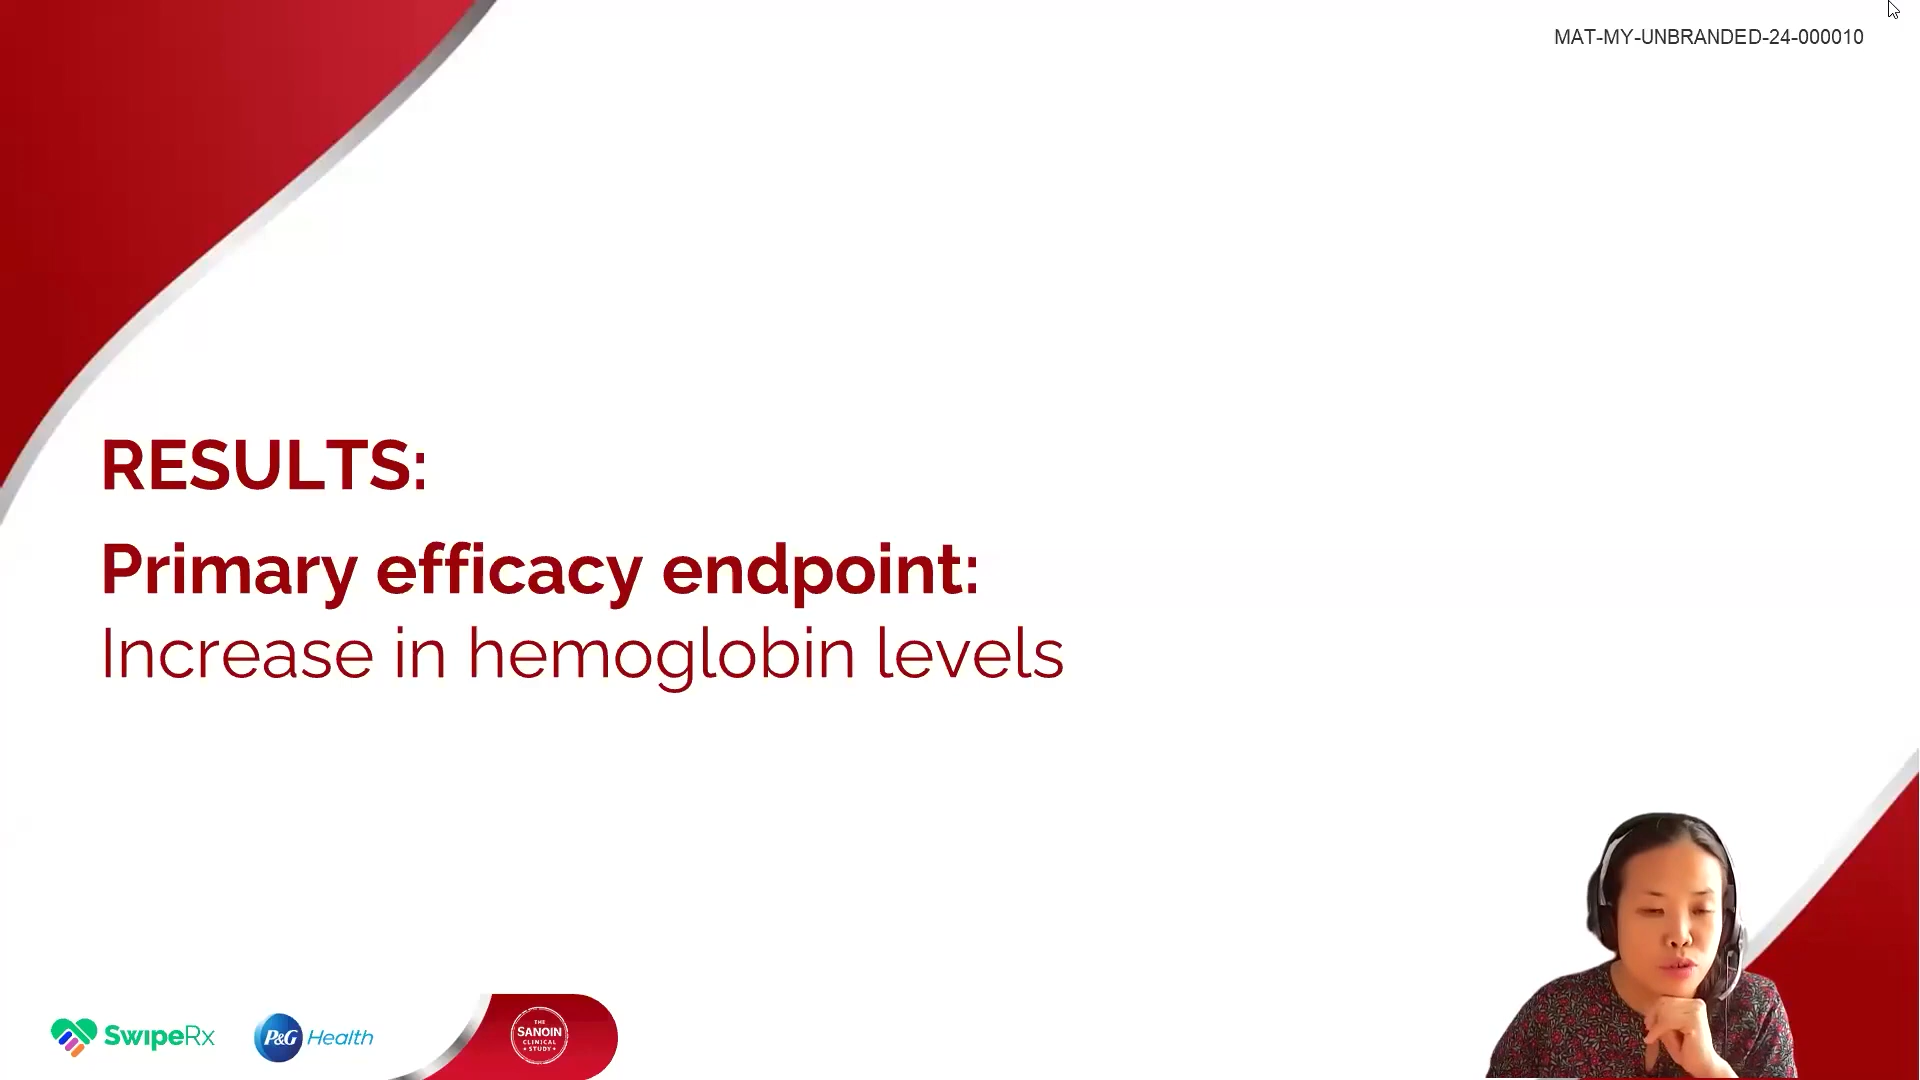 MAT-MY-UNBRANDED-24-000010
RESULTS:
Primary efficacy endpoint:
Increase in hemoglobin levels
SwipeRx
P&G Health
THE
SANOIN
CLINICAL
STUDY